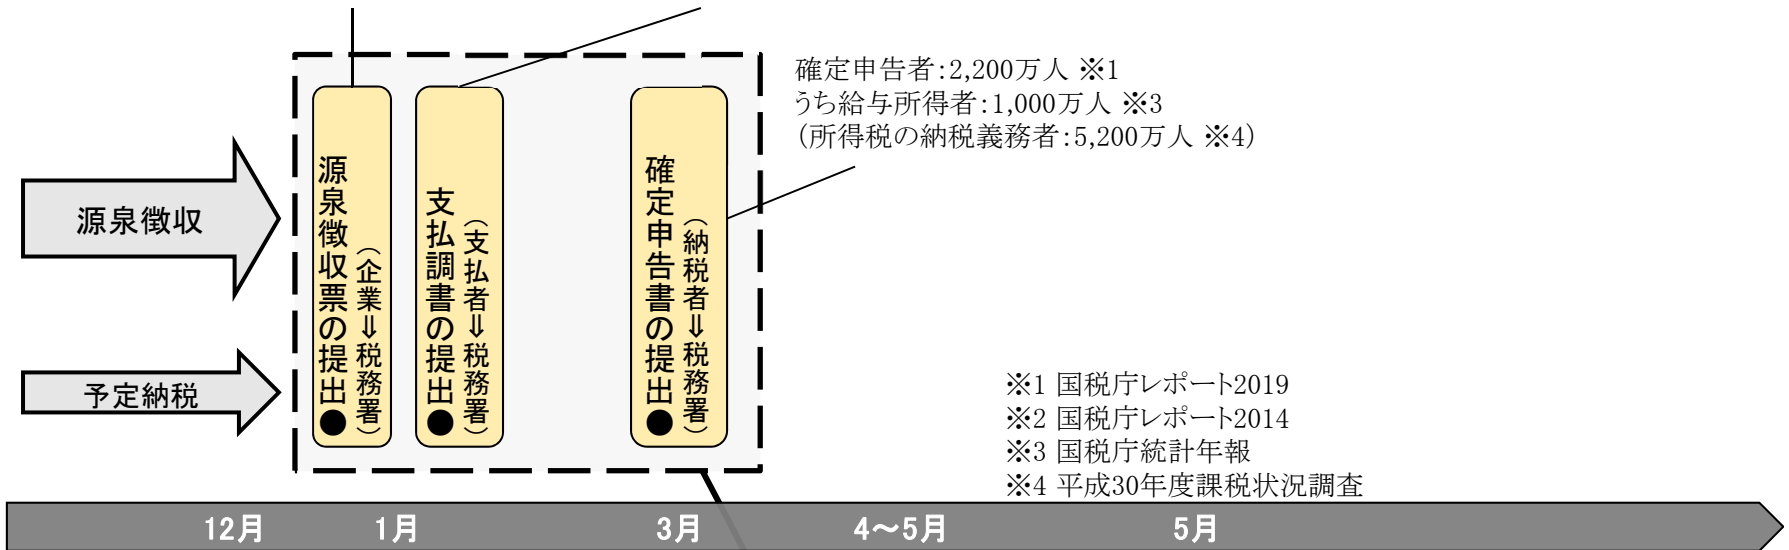 確定申告者:2,200万人 ※1
うち給与所得者:1,000万人 ※3
(所得税の納税義務者:5,200万人 ※4)
源泉徴収
予定納税
源泉徴収票の提出●
(企業⇒税務署)
支払調書の提出●
(支払者⇒税務署)
確定申告書の提出●
(納税者⇒税務署)
※1 国税庁レポート2019
※2 国税庁レポート2014
※3 国税庁統計年報
※4 平成30年度課税状況調査
12月 1月 3月 4～5月 5月